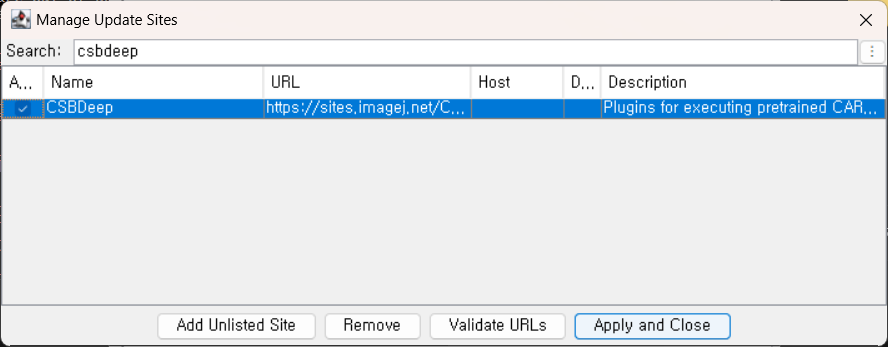 Manage Update Sites
Search: csbdeep
A... Name URL Host D... Description
CSBDeep https://sites.imagej.net/C... Plugins for executing pretrained CAR...
Add Unlisted Site Remove Validate URLs Apply and Close